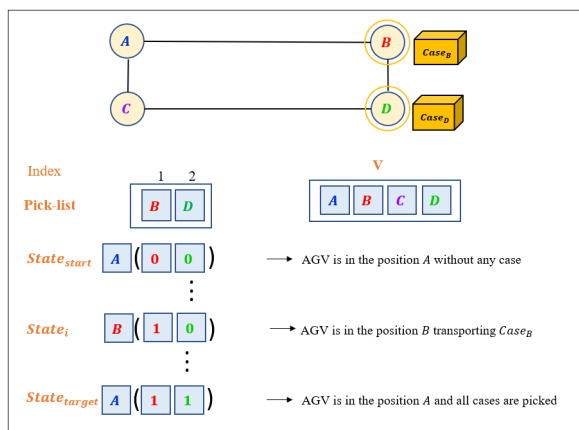 A
B
Case_B
C
D
Case_D
Index
1 2
V
Pick-list
B D
A B C D
State_start A ( 0 0 ) → AGV is in the position A without any case
⋮
State_i B ( 1 0 ) → AGV is in the position B transporting Case_B
⋮
State_target A ( 1 1 ) → AGV is in the position A and all cases are picked